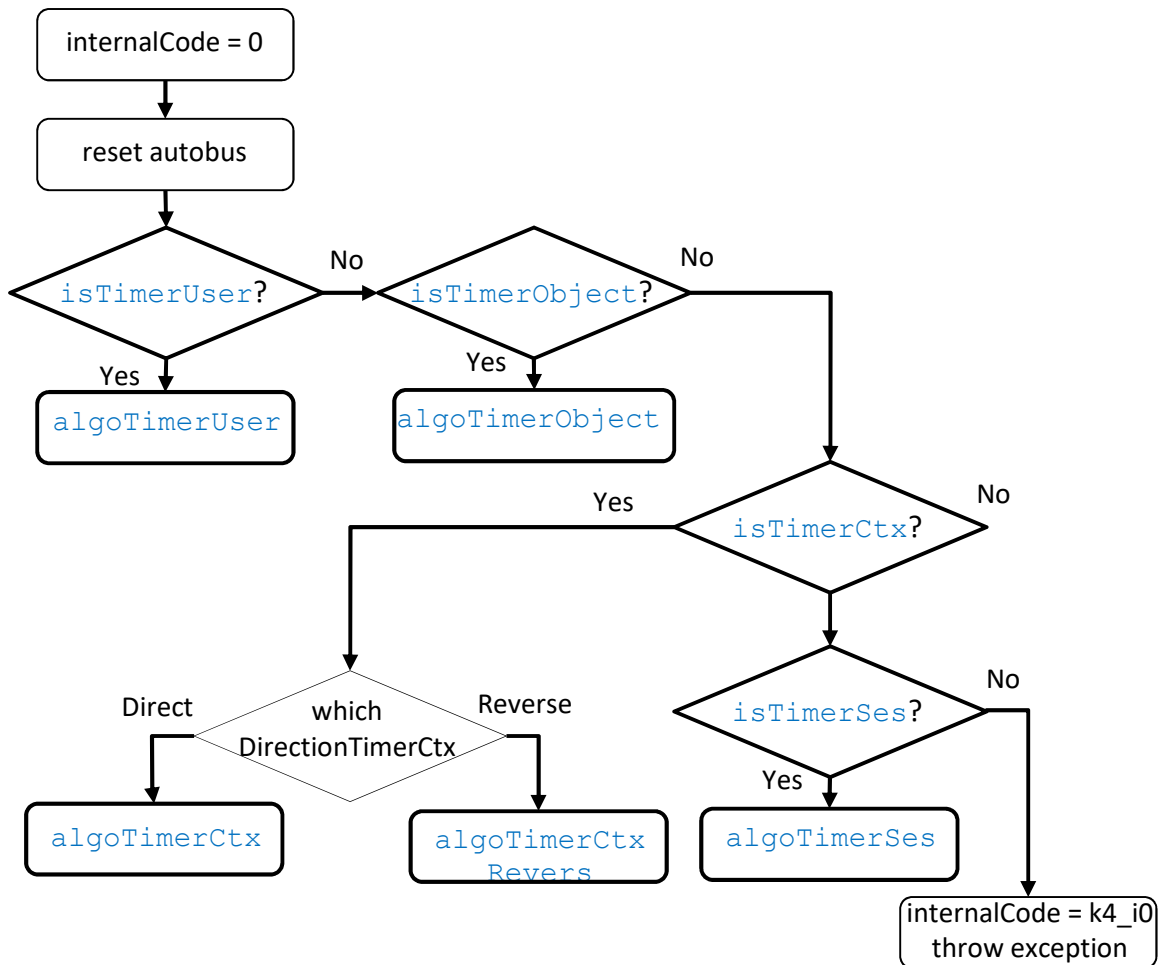 internalCode = 0
reset autobus
isTimerUser?
No
isTimerObject?
No
Yes
algoTimerUser
Yes
algoTimerObject
Yes
isTimerCtx?
No
Direct
which
DirectionTimerCtx
Reverse
isTimerSes?
No
algoTimerCtx
algoTimerCtx
Revers
Yes
algoTimerSes
internalCode = k4_i0
throw exception